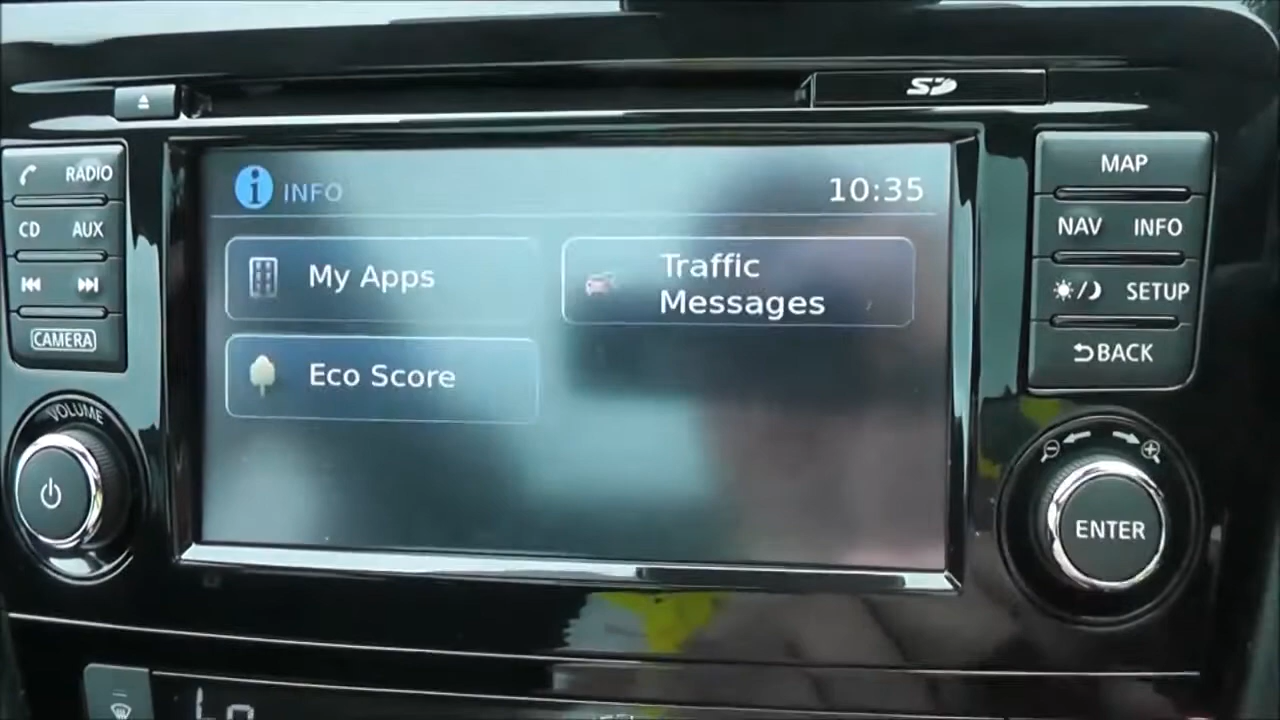 SD
RADIO
CD AUX
CAMERA
VOLUME
i INFO
10:35
My Apps
Traffic
Messages
Eco Score
MAP
NAV INFO
SETUP
BACK
ENTER
Lo